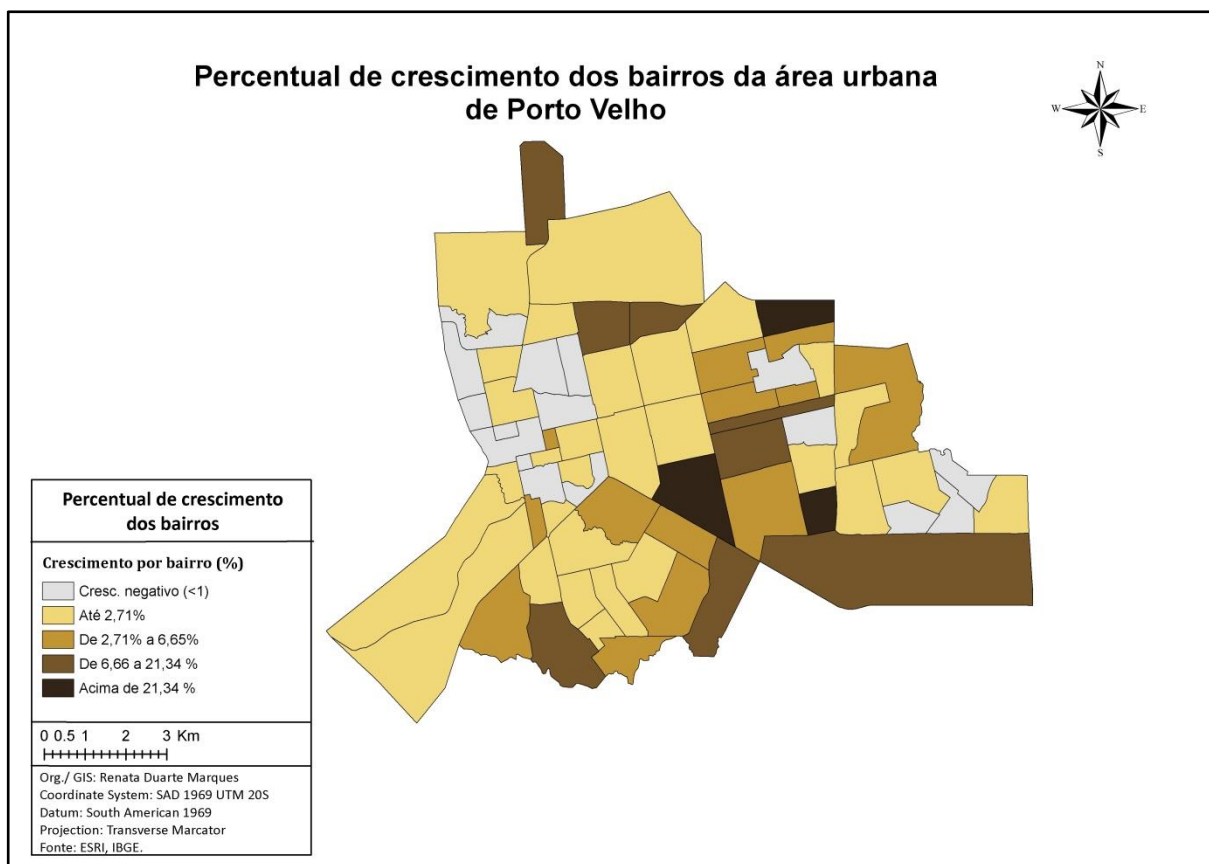 Percentual de crescimento dos bairros da área urbana
de Porto Velho
N
W
E
S
Percentual de crescimento
dos bairros
Crescimento por bairro (%)
Cresc. negativo (<1)
Até 2,71%
De 2,71% a 6,65%
De 6,66 a 21,34 %
Acima de 21,34 %
0 0.5 1 2 3 Km
Org./ GIS: Renata Duarte Marques
Coordinate System: SAD 1969 UTM 20S
Datum: South American 1969
Projection: Transverse Marcator
Fonte: ESRI, IBGE.